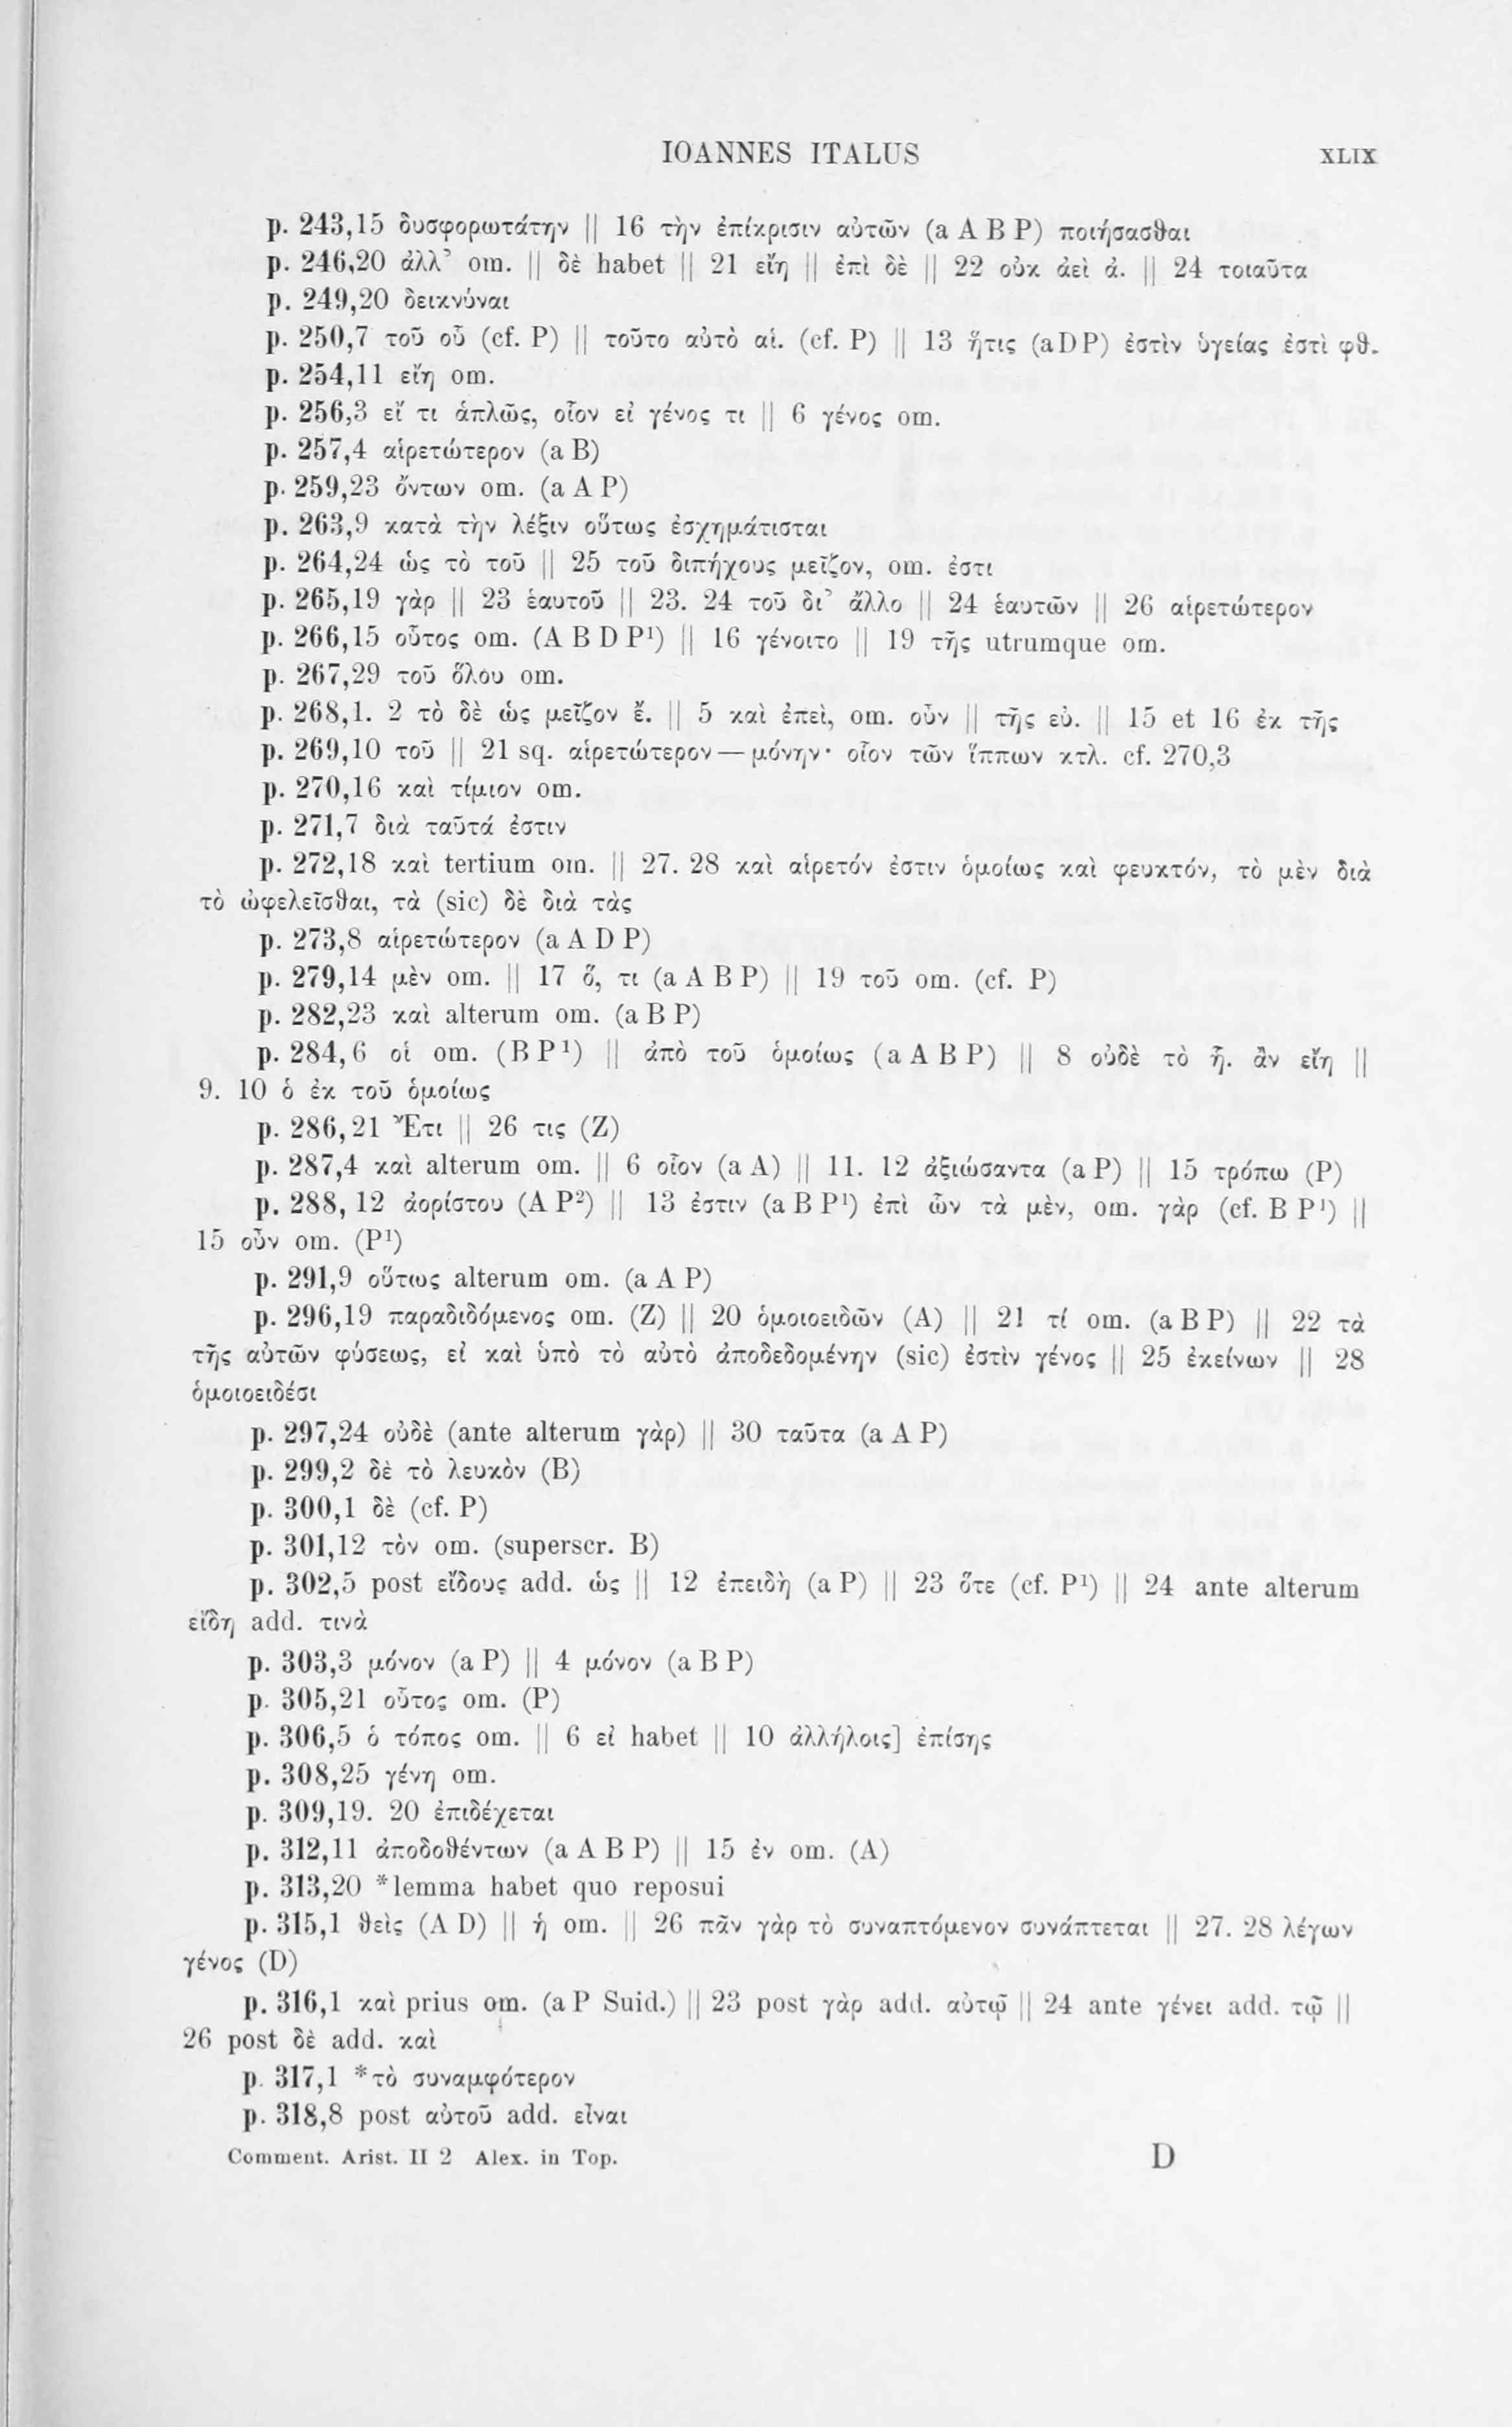 IOANNES ITALUS XLIX
p. 243,15 δυσφορωτάτην || 16 τὴν ἐπίκρισιν αὐτῶν (a A B P) ποιήσασθαι
p. 246,20 ἀλλ’ om. || δὲ habet || 21 εἴη || ἐπὶ δὲ || 22 οὐκ ἀεὶ ἀ. || 24 τοιαῦτα
p. 249,20 δεικνύναι
p. 250,7 τοῦ οὗ (cf. P) || τοῦτο αὐτὸ αἱ. (cf. P) || 13 ἥτις (a D P) ἐστὶν ὑγείας ἐστὶ φθ.
p. 254,11 εἴη om.
p. 256,3 εἴ τι ἁπλῶς, οἷον εἰ γένος τι || 6 γένος om.
p. 257,4 αἱρετώτερον (a B)
p. 259,23 ὄντων om. (a A P)
p. 263,9 κατὰ τὴν λέξιν οὕτως ἐσχημάτισται
p. 264,24 ὡς τὸ τοῦ || 25 τοῦ διπήχους μεῖζον, om. ἐστι
p. 265,19 γὰρ || 23 ἑαυτοῦ || 23. 24 τοῦ δι’ ἄλλο || 24 ἑαυτῶν || 26 αἱρετώτερον
p. 266,15 οὗτος om. (A B D P¹) || 16 γένοιτο || 19 τῆς utrumque om.
p. 267,29 τοῦ ὅλου om.
p. 268,1. 2 τὸ δὲ ὡς μεῖζον ἔ. || 5 καὶ ἐπεὶ, om. οὖν || τῆς εὐ. || 15 et 16 ἐκ τῆς
p. 269,10 τοῦ || 21 sq. αἱρετώτερον — μόνην· οἷον τῶν ἵππων κτλ. cf. 270,3
p. 270,16 καὶ τίμιον om.
p. 271,7 διὰ ταῦτά ἐστιν
p. 272,18 καὶ tertium om. || 27. 28 καὶ αἱρετόν ἐστιν ὁμοίως καὶ φευκτόν, τὸ μὲν διὰ
τὸ ὠφελεῖσθαι, τὰ (sic) δὲ διὰ τὰς
p. 273,8 αἱρετώτερον (a A D P)
p. 279,14 μὲν om. || 17 ὅ, τι (a A B P) || 19 τοῦ om. (cf. P)
p. 282,23 καὶ alterum om. (a B P)
p. 284,6 οἱ om. (B P¹) || ἀπὸ τοῦ ὁμοίως (a A B P) || 8 οὐδὲ τὸ ἧ. ἂν εἴη ||
9. 10 ὁ ἐκ τοῦ ὁμοίως
p. 286,21 Ἔτι || 26 τις (Z)
p. 287,4 καὶ alterum om. || 6 οἷον (a A) || 11. 12 ἀξιώσαντα (a P) || 15 τρόπω (P)
p. 288, 12 ἀορίστου (A P²) || 13 ἐστιν (a B P¹) ἐπὶ ὧν τὰ μὲν, om. γὰρ (cf. B P¹) ||
15 οὖν om. (P¹)
p. 291,9 οὕτως alterum om. (a A P)
p. 296,19 παραδιδόμενος om. (Z) || 20 ὁμοιοειδῶν (A) || 21 τί om. (a B P) || 22 τὰ
τῆς αὐτῶν φύσεως, εἰ καὶ ὑπὸ τὸ αὐτὸ ἀποδεδομένην (sic) ἐστὶν γένος || 25 ἐκείνων || 28
ὁμοιοειδέσι
p. 297,24 οὐδὲ (ante alterum γὰρ) || 30 ταῦτα (a A P)
p. 299,2 δὲ τὸ λευκὸν (B)
p. 300,1 δὲ (cf. P)
p. 301,12 τὸν om. (superscr. B)
p. 302,5 post εἴδους add. ὡς || 12 ἐπειδὴ (a P) || 23 ὅτε (cf. P¹) || 24 ante alterum
εἴδη add. τινὰ
p. 303,3 μόνον (a P) || 4 μόνον (a B P)
p. 305,21 οὗτος om. (P)
p. 306,5 ὁ τόπος om. || 6 εἰ habet || 10 ἀλλήλοις] ἐπίσης
p. 308,25 γένη om.
p. 309,19. 20 ἐπιδέχεται
p. 312,11 ἀποδοθέντων (a A B P) || 15 ἐν om. (A)
p. 313,20 *lemma habet quo reposui
p. 315,1 θεὶς (A D) || ἡ om. || 26 πᾶν γὰρ τὸ συναπτόμενον συνάπτεται || 27. 28 λέγων
γένος (D)
p. 316,1 καὶ prius om. (a P Suid.) || 23 post γὰρ add. αὐτῷ || 24 ante γένει add. τῷ ||
26 post δὲ add. καὶ
p. 317,1 *τὸ συναμφότερον
p. 318,8 post αὐτοῦ add. εἶναι
Comment. Arist. II 2 Alex. in Top. D